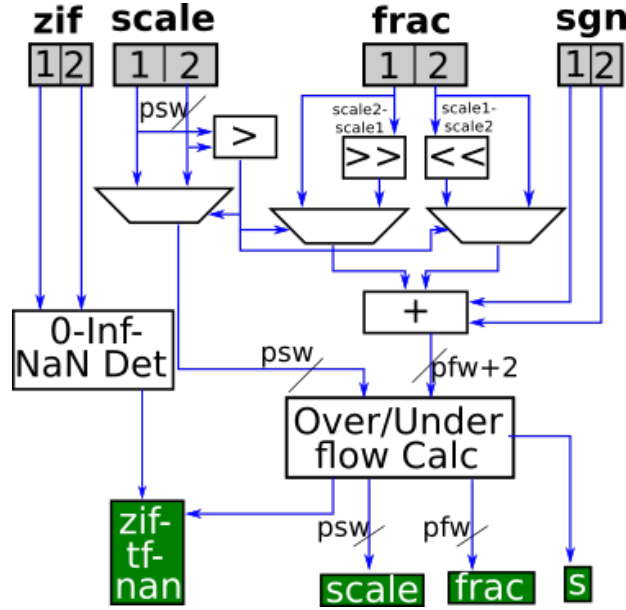 zif scale frac sgn
1 2 1 2 1 2 1 2
psw
scale2-
scale1
scale1-
scale2
>
>> <<
0-Inf-
NaN Det
+
psw
pfw+2
Over/Under
flow Calc
psw
pfw
zif-
tf-
nan
scale
frac
s